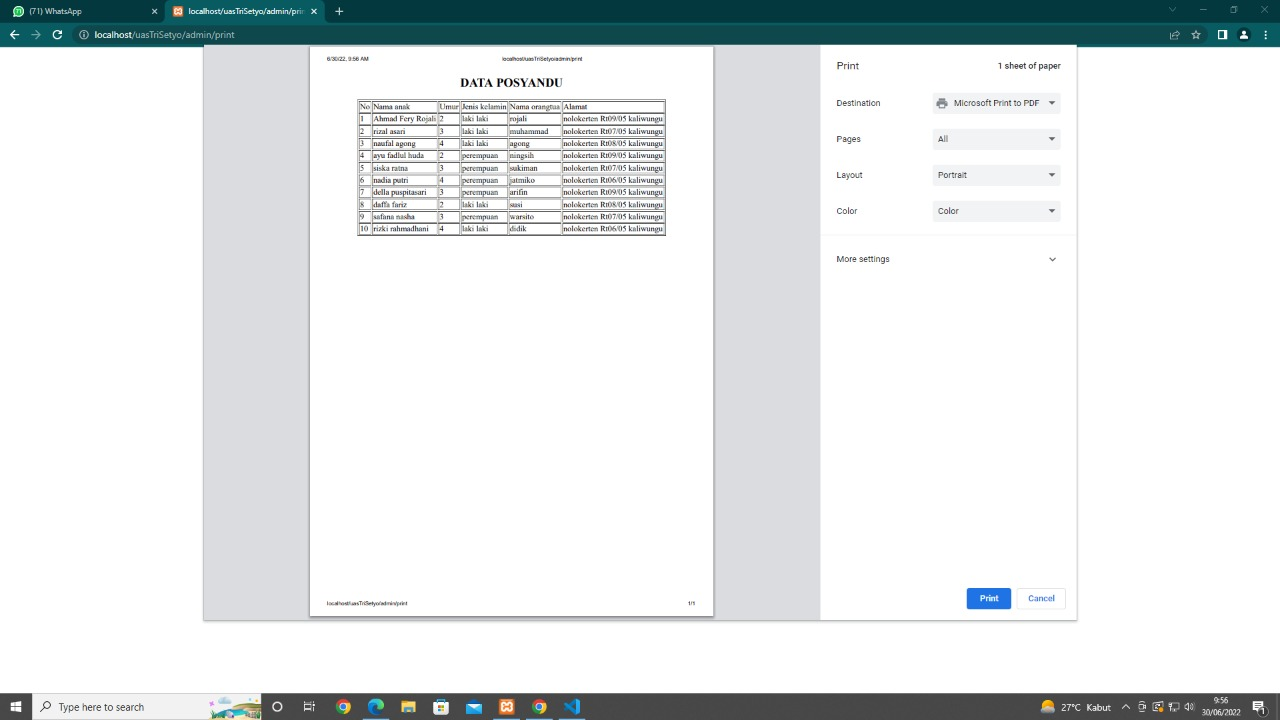 (71) WhatsApp
localhost/uasTriSetyo/admin/prin
localhost/uasTriSetyo/admin/print
6/30/22, 9:56 AM localhost/uasTriSetyo/admin/print
DATA POSYANDU
No Nama anak Umur Jenis kelamin Nama orangtua Alamat
1 Ahmad Fery Rojali 2 laki laki rojali nolokerten Rt09/05 kaliwungu
2 rizal asari 3 laki laki muhammad nolokerten Rt07/05 kaliwungu
3 naufal agong 4 laki laki agong nolokerten Rt08/05 kaliwungu
4 ayu fadlul huda 2 perempuan ningsih nolokerten Rt09/05 kaliwungu
5 siska ratna 3 perempuan sukiman nolokerten Rt07/05 kaliwungu
6 nadia putri 4 perempuan jatmiko nolokerten Rt06/05 kaliwungu
7 della puspitasari 3 perempuan arifin nolokerten Rt09/05 kaliwungu
8 daffa fariz 2 laki laki susi nolokerten Rt08/05 kaliwungu
9 safana nasha 3 perempuan warsito nolokerten Rt07/05 kaliwungu
10 rizki rahmadhani 4 laki laki didik nolokerten Rt06/05 kaliwungu
localhost/uasTriSetyo/admin/print 1/1
Print 1 sheet of paper
Destination Microsoft Print to PDF
Pages All
Layout Portrait
Color Color
More settings
Print Cancel
Type here to search
27°C Kabut
9:56
30/06/2022